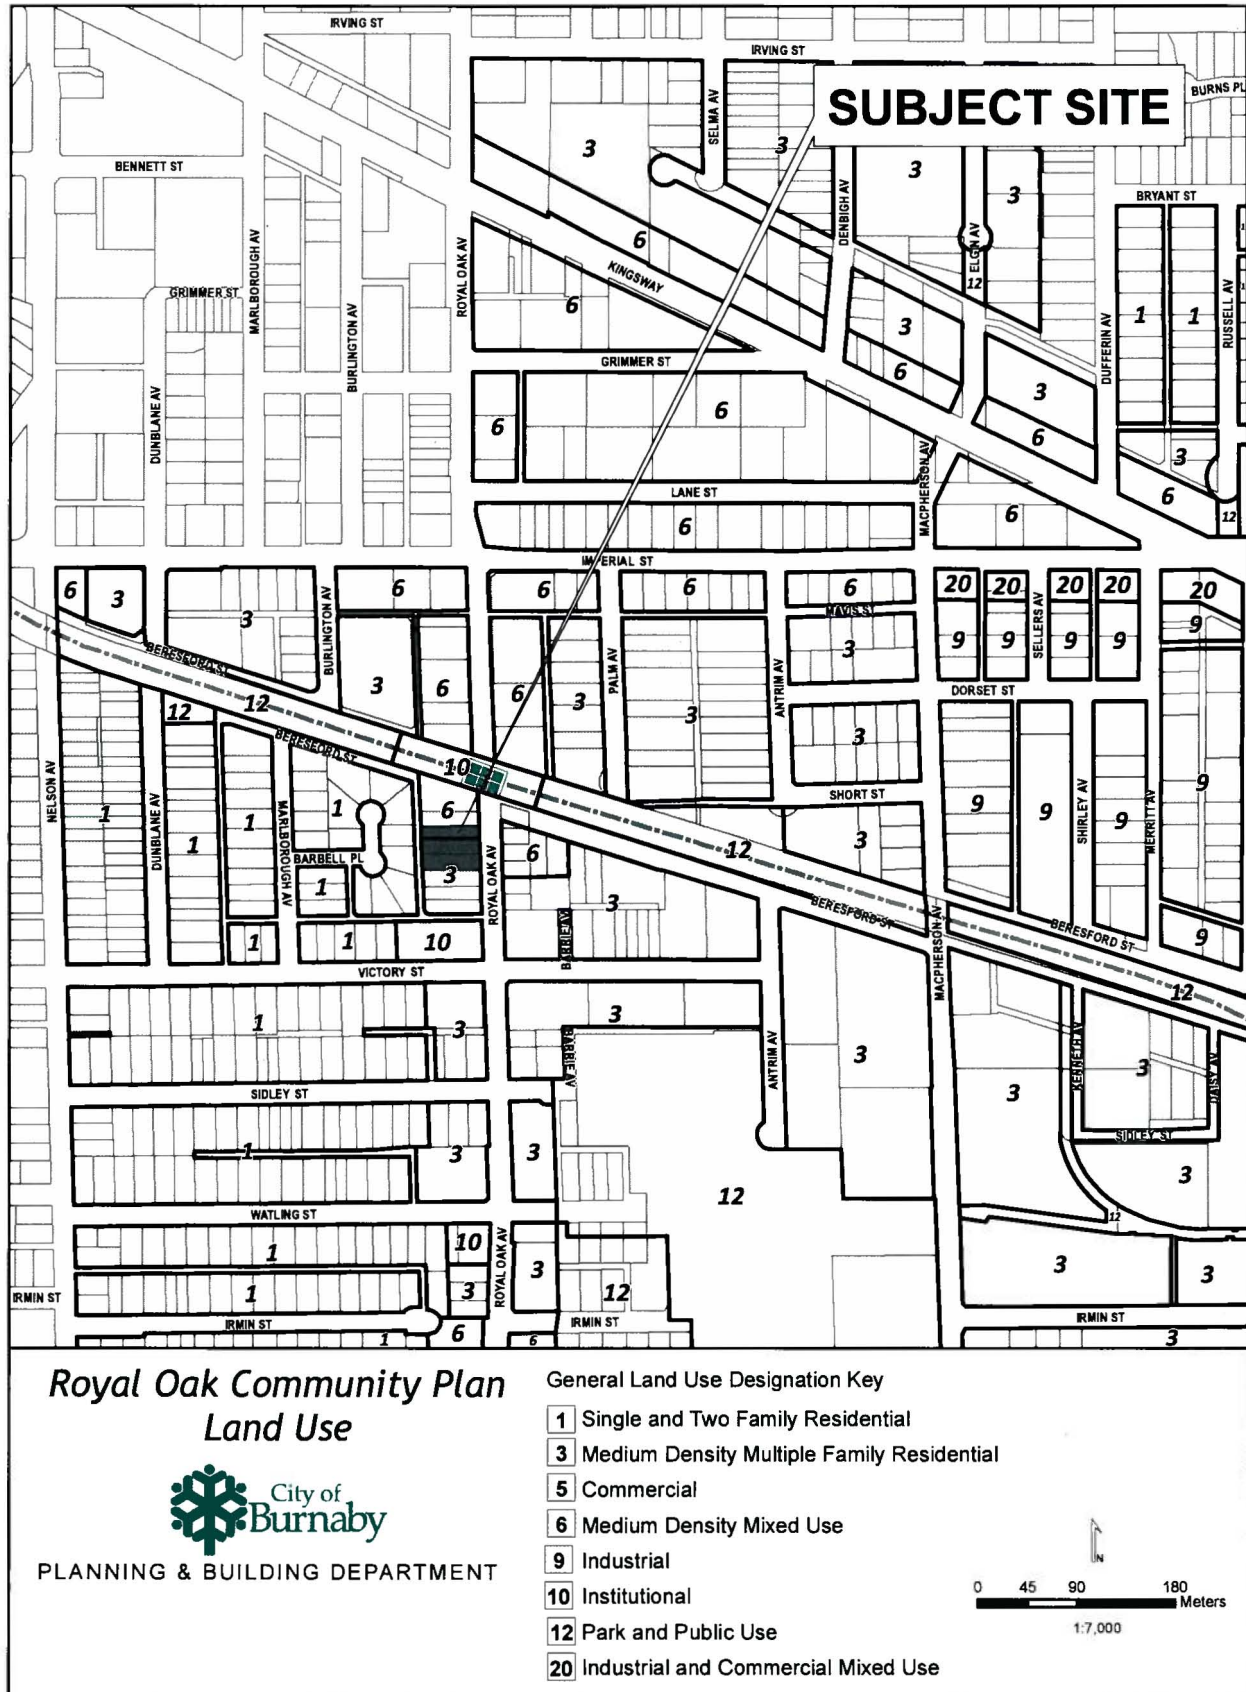 IRVING ST
IRVING ST
SUBJECT SITE
BURNS PL
SELMA AV
BENNETT ST
3
3
3
3
BRYANT ST
DENBIGH AV
ELGIN AV
12
MARLBOROUGH AV
ROYAL OAK AV
6
KINGSWAY
GRIMMER ST
6
3
1
1
RUSSELL AV
DUFFERIN AV
BURLINGTON AV
GRIMMER ST
6
3
DUNBLANE AV
6
6
6
3
MACPHERSON AV
LANE ST
6
6
6
12
IMPERIAL ST
6
3
3
BURLINGTON AV
6
6
6
6
MAVIS ST
20
20
20
20
20
SELLERS AV
9
9
9
9
9
BERESFORD ST
3
6
6
3
PALM AV
3
ANTRIM AV
3
DORSET ST
12
12
BERESFORD ST
3
10
SHORT ST
9
9
9
9
SHIRLEY AV
MERRITT AV
NELSON AV
1
DUNBLANE AV
1
1
MARLBOROUGH AV
1
BARBELL PL
1
6
3
ROYAL OAK AV
6
3
12
3
BERESFORD ST
MACPHERSON AV
BERESFORD ST
9
BARRIE AV
1
1
10
VICTORY ST
12
1
3
3
BARRIE AV
ANTRIM AV
3
3
KENNETH AV
3
DAISY AV
SIDLEY ST
SIDLEY ST
1
3
3
12
3
WATLING ST
12
1
10
ROYAL OAK AV
3
12
3
3
IRMIN ST
1
3
IRMIN ST
1
6
6
IRMIN ST
IRMIN ST
3
Royal Oak Community Plan
Land Use
City of
Burnaby
PLANNING & BUILDING DEPARTMENT
General Land Use Designation Key
1 Single and Two Family Residential
3 Medium Density Multiple Family Residential
5 Commercial
6 Medium Density Mixed Use
9 Industrial
10 Institutional
12 Park and Public Use
20 Industrial and Commercial Mixed Use
N
0 45 90 180
Meters
1:7,000